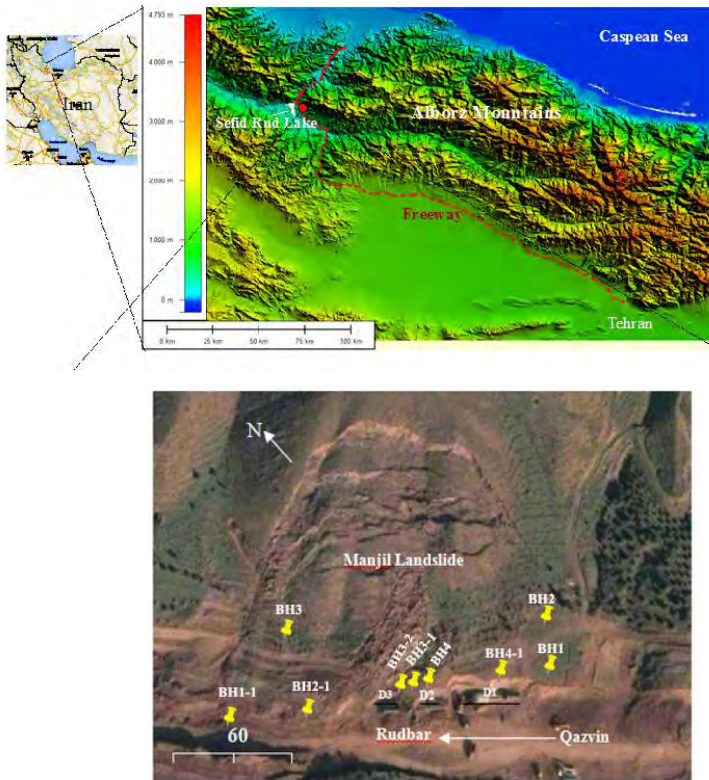 Iran
4,793 m
4,000 m
3,000 m
2,000 m
1,000 m
0 m
Caspean Sea
Alborz Mountains
Sefid Rud Lake
Freeway
Tehran
0 km 25 km 50 km 75 km 100 km
N
Manjil Landslide
BH3
BH2
BH3-2
BH3-1
BH4
BH4-1
BH1
BH1-1
BH2-1
D3
D2
D1
Rudbar
Qazvin
60